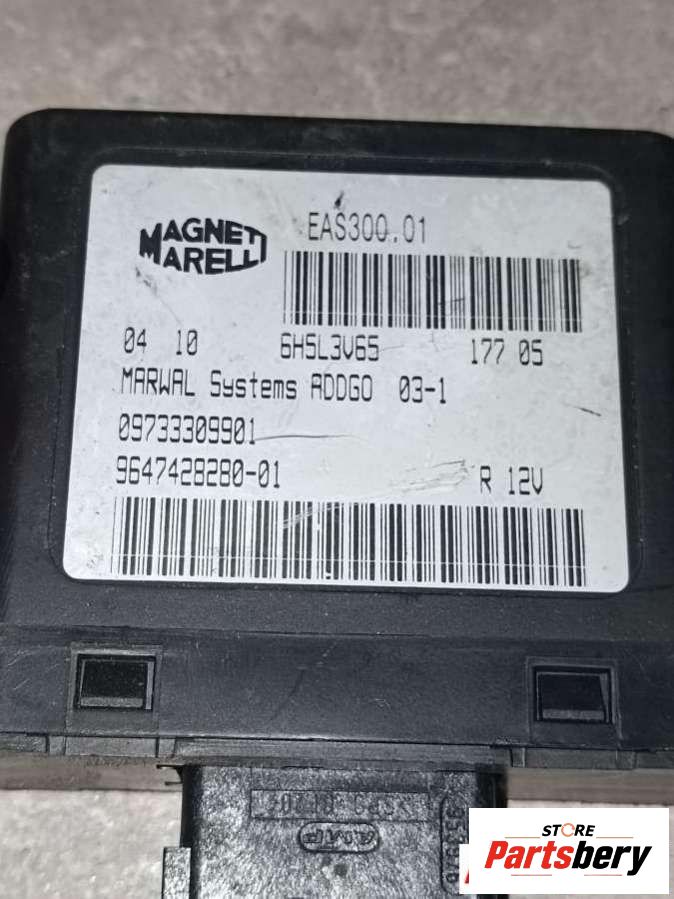 MAGNETI
MARELLI
EAS300.01
04 10 6H5L3V65 177 05
MARWAL Systems ADDGO 03-1
09733309901
9647428280-01 R 12V
AMP
STORE
Partsbery